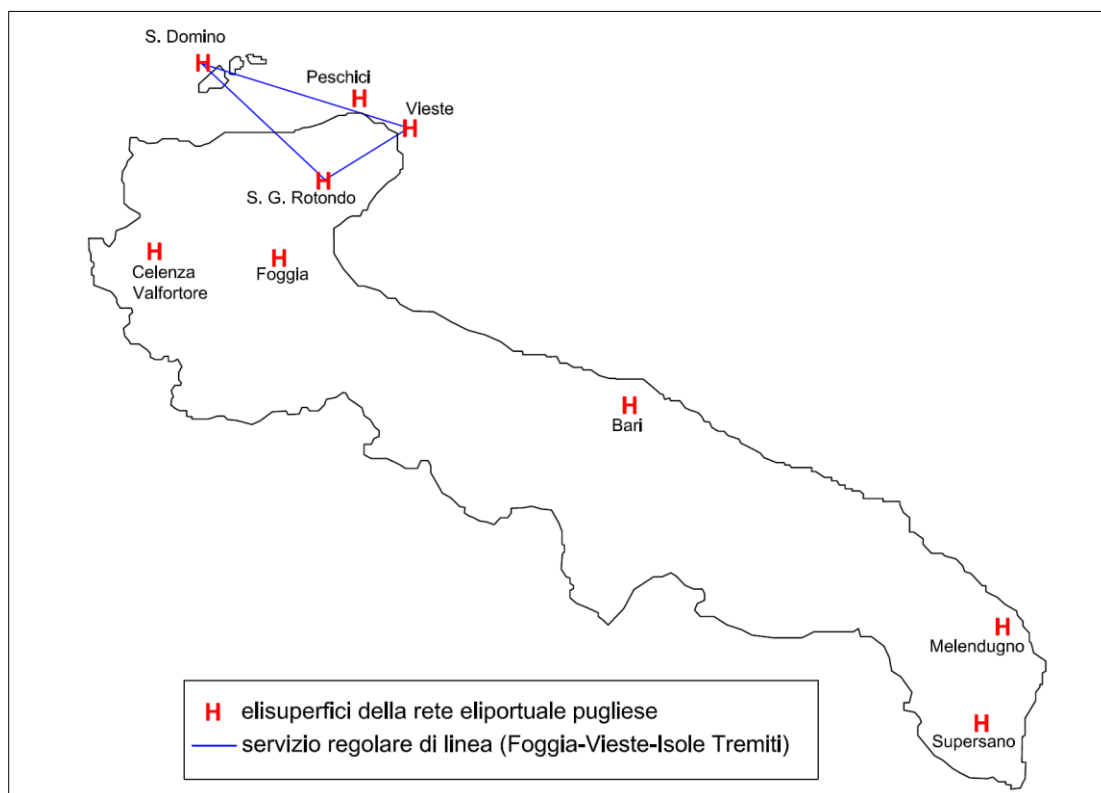 S. Domino
H
Peschici
H
Vieste
H
H
S. G. Rotondo
H
Celenza
Valfortore
H
Foggia
H
Bari
H
Melendugno
H
Supersano
H elisuperfici della rete eliportuale pugliese
servizio regolare di linea (Foggia-Vieste-Isole Tremiti)